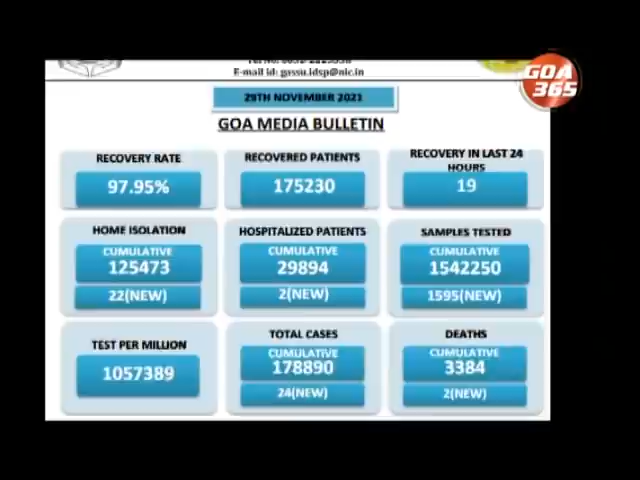 E-mail id: gassu.idsp@nic.in
GOA
365
29TH NOVEMBER 2021
GOA MEDIA BULLETIN
RECOVERY RATE
97.95%
RECOVERED PATIENTS
175230
RECOVERY IN LAST 24
HOURS
19
HOME ISOLATION
CUMULATIVE
125473
22(NEW)
HOSPITALIZED PATIENTS
CUMULATIVE
29894
2(NEW)
SAMPLES TESTED
CUMULATIVE
1542250
1595(NEW)
TEST PER MILLION
1057389
TOTAL CASES
CUMULATIVE
178890
24(NEW)
DEATHS
CUMULATIVE
3384
2(NEW)